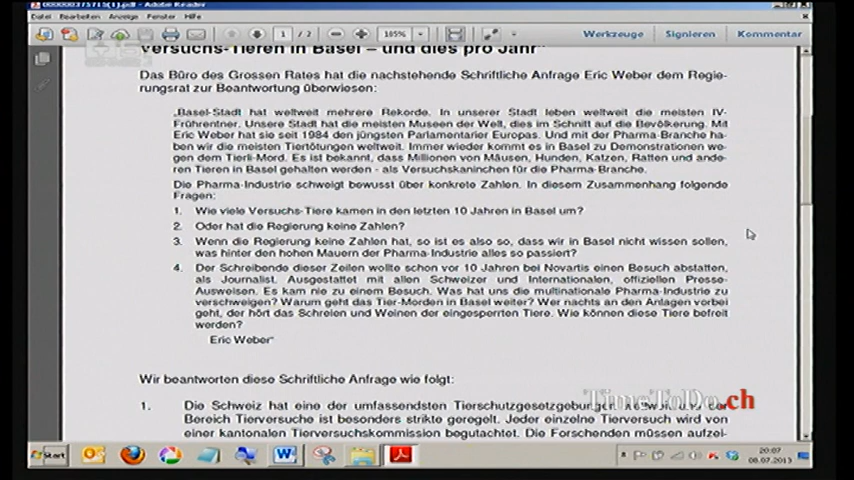 0000003757151(1).pdf - Adobe Reader
Datei Bearbeiten Anzeige Fenster Hilfe
1 / 2 105% Werkzeuge Signieren Kommentar
Versuchs-Tieren in Basel – und dies pro Jahr"
Das Büro des Grossen Rates hat die nachstehende Schriftliche Anfrage Eric Weber dem Regie-
rungsrat zur Beantwortung überwiesen:
„Basel-Stadt hat weltweit mehrere Rekorde. In unserer Stadt leben weltweit die meisten IV-
Frührentner. Unsere Stadt hat die meisten Museen der Welt, dies im Schnitt auf die Bevölkerung. Mit
Eric Weber hat sie seit 1984 den jüngsten Parlamentarier Europas. Und mit der Pharma-Branche ha-
ben wir die meisten Tiertötungen weltweit. Immer wieder kommt es in Basel zu Demonstrationen we-
gen dem Tierli-Mord. Es ist bekannt, dass Millionen von Mäusen, Hunden, Katzen, Ratten und ande-
ren Tieren in Basel gehalten werden - als Versuchskaninchen für die Pharma-Branche.
Die Pharma-Industrie schweigt bewusst über konkrete Zahlen. In diesem Zusammenhang folgende
Fragen:
1. Wie viele Versuchs-Tiere kamen in den letzten 10 Jahren in Basel um?
2. Oder hat die Regierung keine Zahlen?
3. Wenn die Regierung keine Zahlen hat, so ist es also so, dass wir in Basel nicht wissen sollen,
was hinter den hohen Mauern der Pharma-Industrie alles so passiert?
4. Der Schreibende dieser Zeilen wollte schon vor 10 Jahren bei Novartis einen Besuch abstatten,
als Journalist. Ausgestattet mit allen Schweizer und Internationalen, offiziellen Presse-
Ausweisen. Es kam nie zu einem Besuch. Was hat uns die multinationale Pharma-Industrie zu
verschweigen? Warum geht das Tier-Morden in Basel weiter? Wer nachts an den Anlagen vorbei
geht, der hört das Schreien und Weinen der eingesperrten Tiere. Wie können diese Tiere befreit
werden?
Eric Weber"
Wir beantworten diese Schriftliche Anfrage wie folgt:
TimeToDo.ch
1. Die Schweiz hat eine der umfassendsten Tierschutzgesetzgebungen weltweit, der
Bereich Tierversuche ist besonders strikte geregelt. Jeder einzelne Tierversuch wird von
einer kantonalen Tierversuchskommission begutachtet. Die Forschenden müssen aufzei-
Start
20:07
08.07.2013